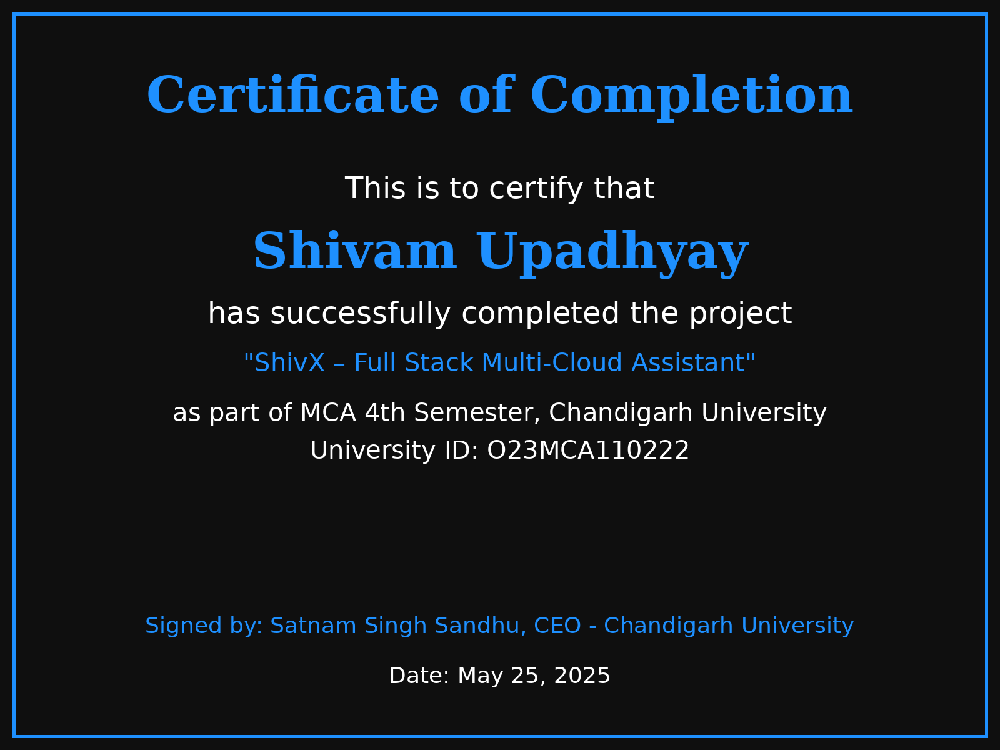 Certificate of Completion
This is to certify that
Shivam Upadhyay
has successfully completed the project
"ShivX – Full Stack Multi-Cloud Assistant"
as part of MCA 4th Semester, Chandigarh University
University ID: O23MCA110222
Signed by: Satnam Singh Sandhu, CEO - Chandigarh University
Date: May 25, 2025